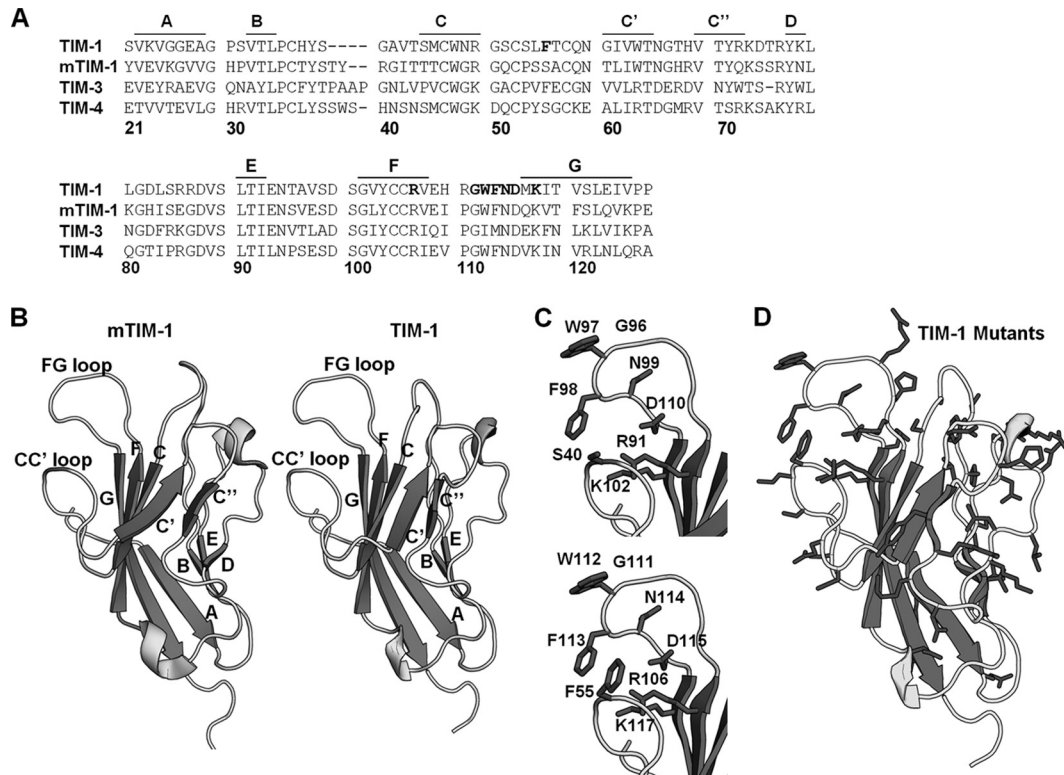 A
A B C C' C'' D
TIM-1 SVKVGGEAG PSVTLPCHYS---- GAVTSMCWNR GSCSLFTCQN GIVWTNGTHV TYRKDTRYKL
mTIM-1 YVEVKGVVG HPVTLPCTYSTY-- RGITTTCWGR GQCPSSACQN TLIWTNGHRV TYQKSSRYNL
TIM-3 EVEYRAEVG QNAYLPCFYTPAAP GNLVPVCWGK GACPVFECGN VVLRTDERDV NYWTS-RYWL
TIM-4 ETVVTEVLG HRVTLPCLYSSWS- HNSNSMCWGK DQCPYSGCKE ALIRTDGMRV TSRKSAKYRL
21 30 40 50 60 70
E F G
TIM-1 LGDLSRRDVS LTIENTAVSD SGVYCCRVEH RGWFNDMKIT VSLEIVPP
mTIM-1 KGHISEGDVS LTIENSVESD SGLYCCRVEI PGWFNDQKVT FSLQVKPE
TIM-3 NGDFRKGDVS LTIENVTLAD SGIYCCRIQI PGIMNDEKFN LKLVIKPA
TIM-4 QGTIPRGDVS LTILNPSESD SGVYCCRIEV PGWFNDVKIN VRLNLQRA
80 90 100 110 120
B
mTIM-1
FG loop
CC' loop
F
C
G
C'
C''
E
B
D
A
TIM-1
FG loop
CC' loop
F
C
G
C''
C'
E
B
A
C
W97 G96
N99
F98
D110
R91
S40
K102
W112 G111
N114
F113
D115
R106
F55
K117
D
TIM-1 Mutants